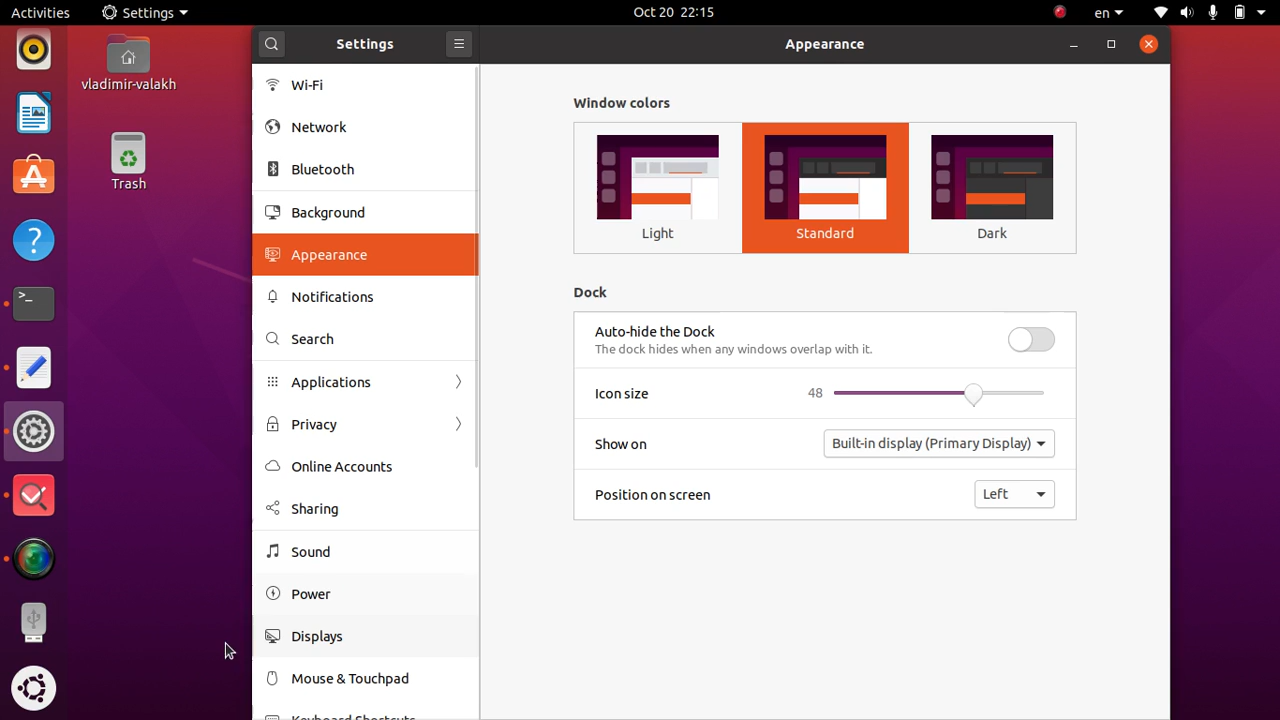 Activities
Settings
Oct 20 22:15
en
vladimir-valakh
Trash
Settings
Appearance
Wi-Fi
Network
Bluetooth
Background
Appearance
Notifications
Search
Applications
Privacy
Online Accounts
Sharing
Sound
Power
Displays
Mouse & Touchpad
Keyboard Shortcuts
Window colors
Light
Standard
Dark
Dock
Auto-hide the Dock
The dock hides when any windows overlap with it.
Icon size
48
Show on
Built-in display (Primary Display)
Position on screen
Left